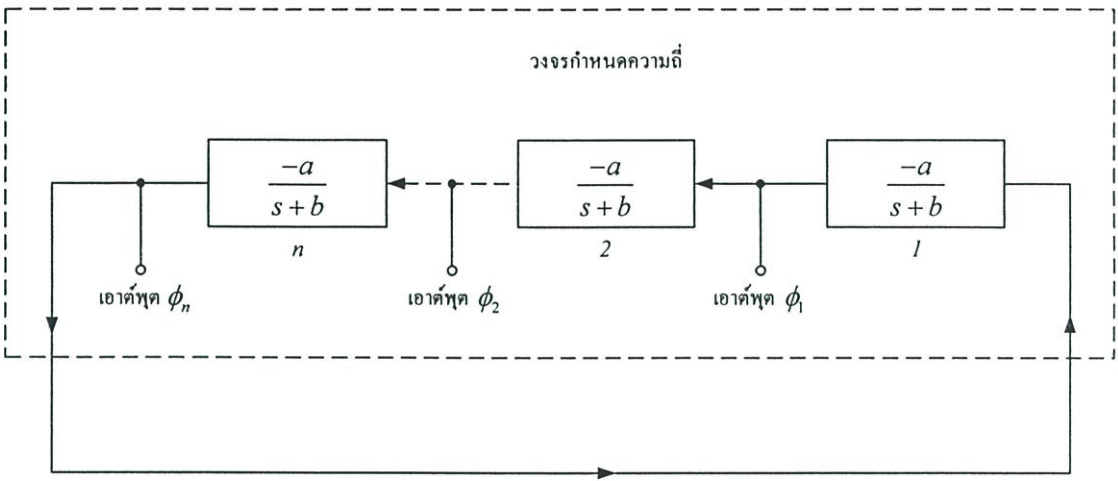 วงจรกำหนดความถี่
-a
s + b
n
-a
s + b
2
-a
s + b
1
เอาต์พุต ϕn
เอาต์พุต ϕ2
เอาต์พุต ϕ1